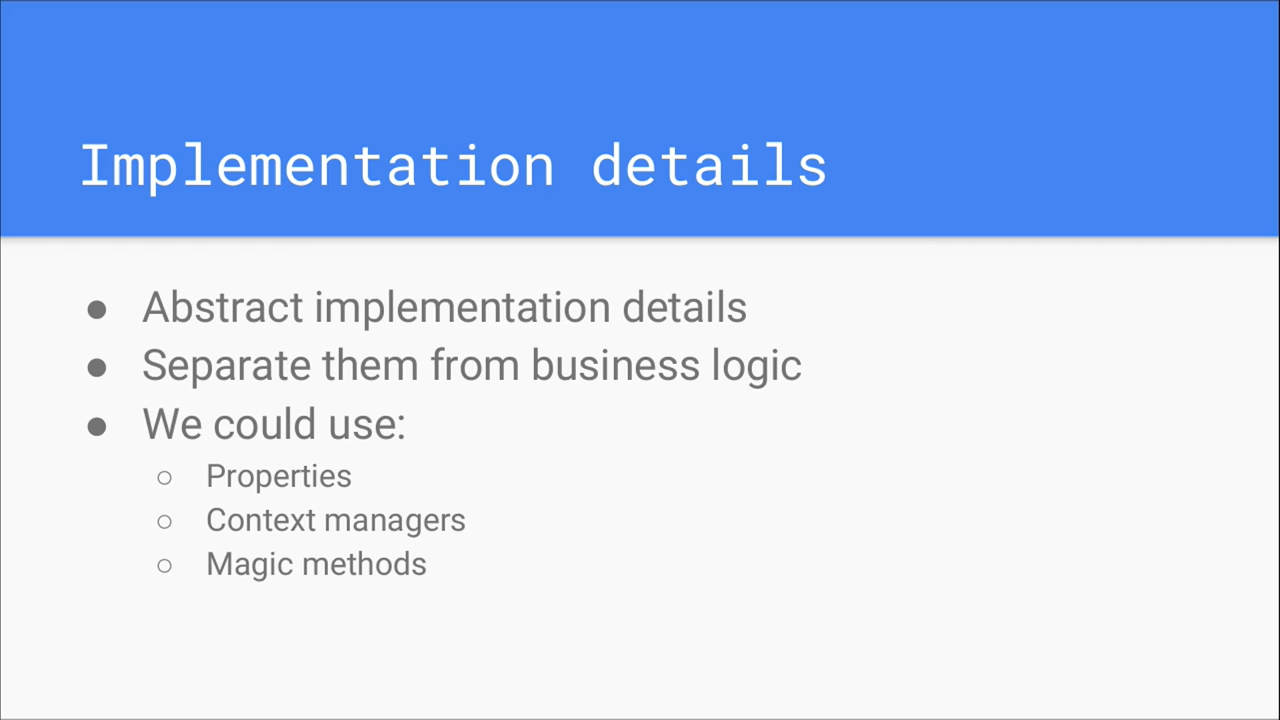 Implementation details
● Abstract implementation details
● Separate them from business logic
● We could use:
○ Properties
○ Context managers
○ Magic methods